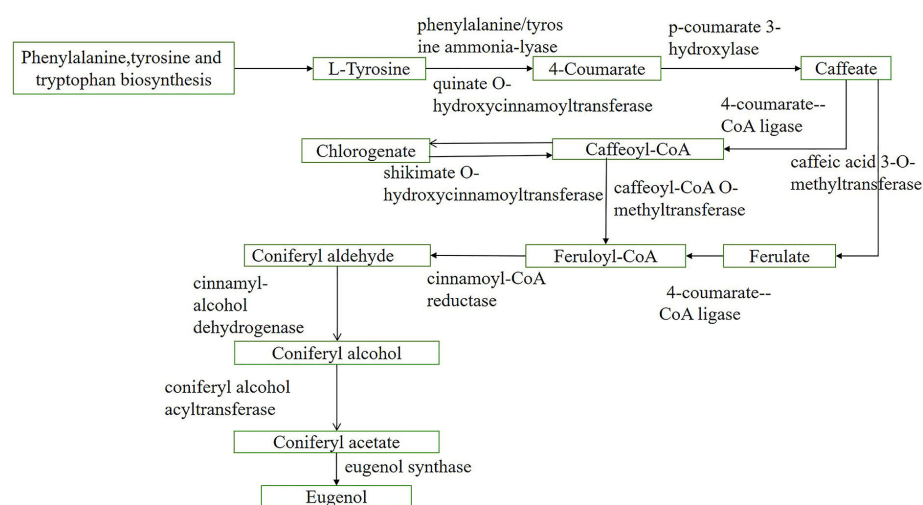 phenylalanine/tyros
ine ammonia-lyase
p-coumarate 3-
hydroxylase
Phenylalanine,tyrosine and
tryptophan biosynthesis
L-Tyrosine
4-Coumarate
Caffeate
quinate O-
hydroxycinnamoyltransferase
4-coumarate--
CoA ligase
Chlorogenate
Caffeoyl-CoA
caffeic acid 3-O-
methyltransferase
shikimate O-
hydroxycinnamoyltransferase
caffeoyl-CoA O-
methyltransferase
Coniferyl aldehyde
Feruloyl-CoA
Ferulate
cinnamyl-
alcohol
dehydrogenase
cinnamoyl-CoA
reductase
4-coumarate--
CoA ligase
Coniferyl alcohol
coniferyl alcohol
acyltransferase
Coniferyl acetate
eugenol synthase
Eugenol